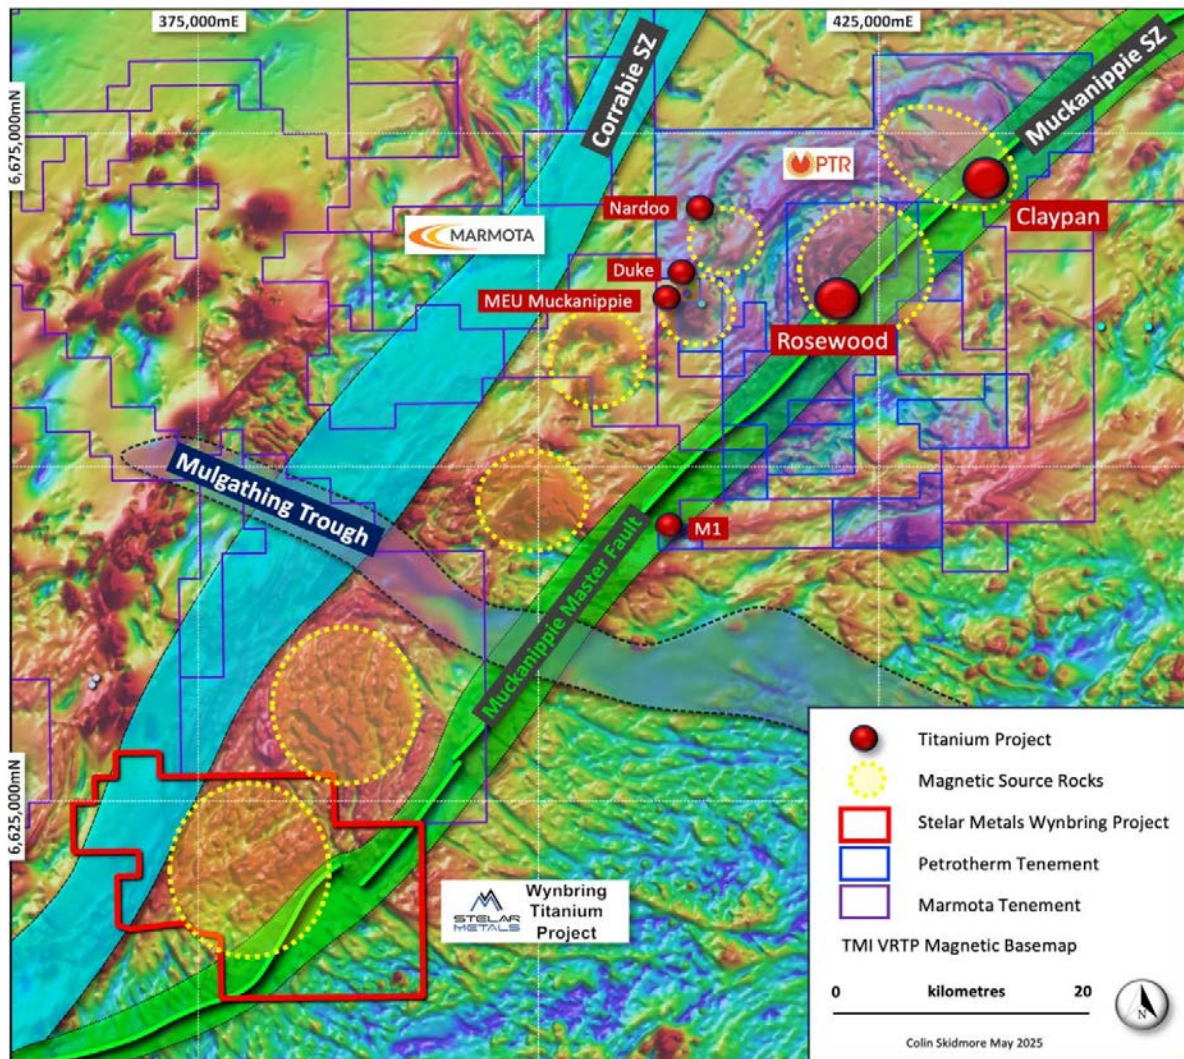 375,000mE
425,000mE
6,675,000mN
Corrabie SZ
Muckanippie SZ
PTR
Nardoo
Claypan
MARMOTA
Duke
MEU Muckanippie
Rosewood
Mulgathing Trough
M1
Muckanippie Master Fault
6,625,000mN
STELAR
METALS
Wynbring
Titanium
Project
Titanium Project
Magnetic Source Rocks
Stelar Metals Wynbring Project
Petrotherm Tenement
Marmota Tenement
TMI VRTP Magnetic Basemap
0 kilometres 20
N
Colin Skidmore May 2025